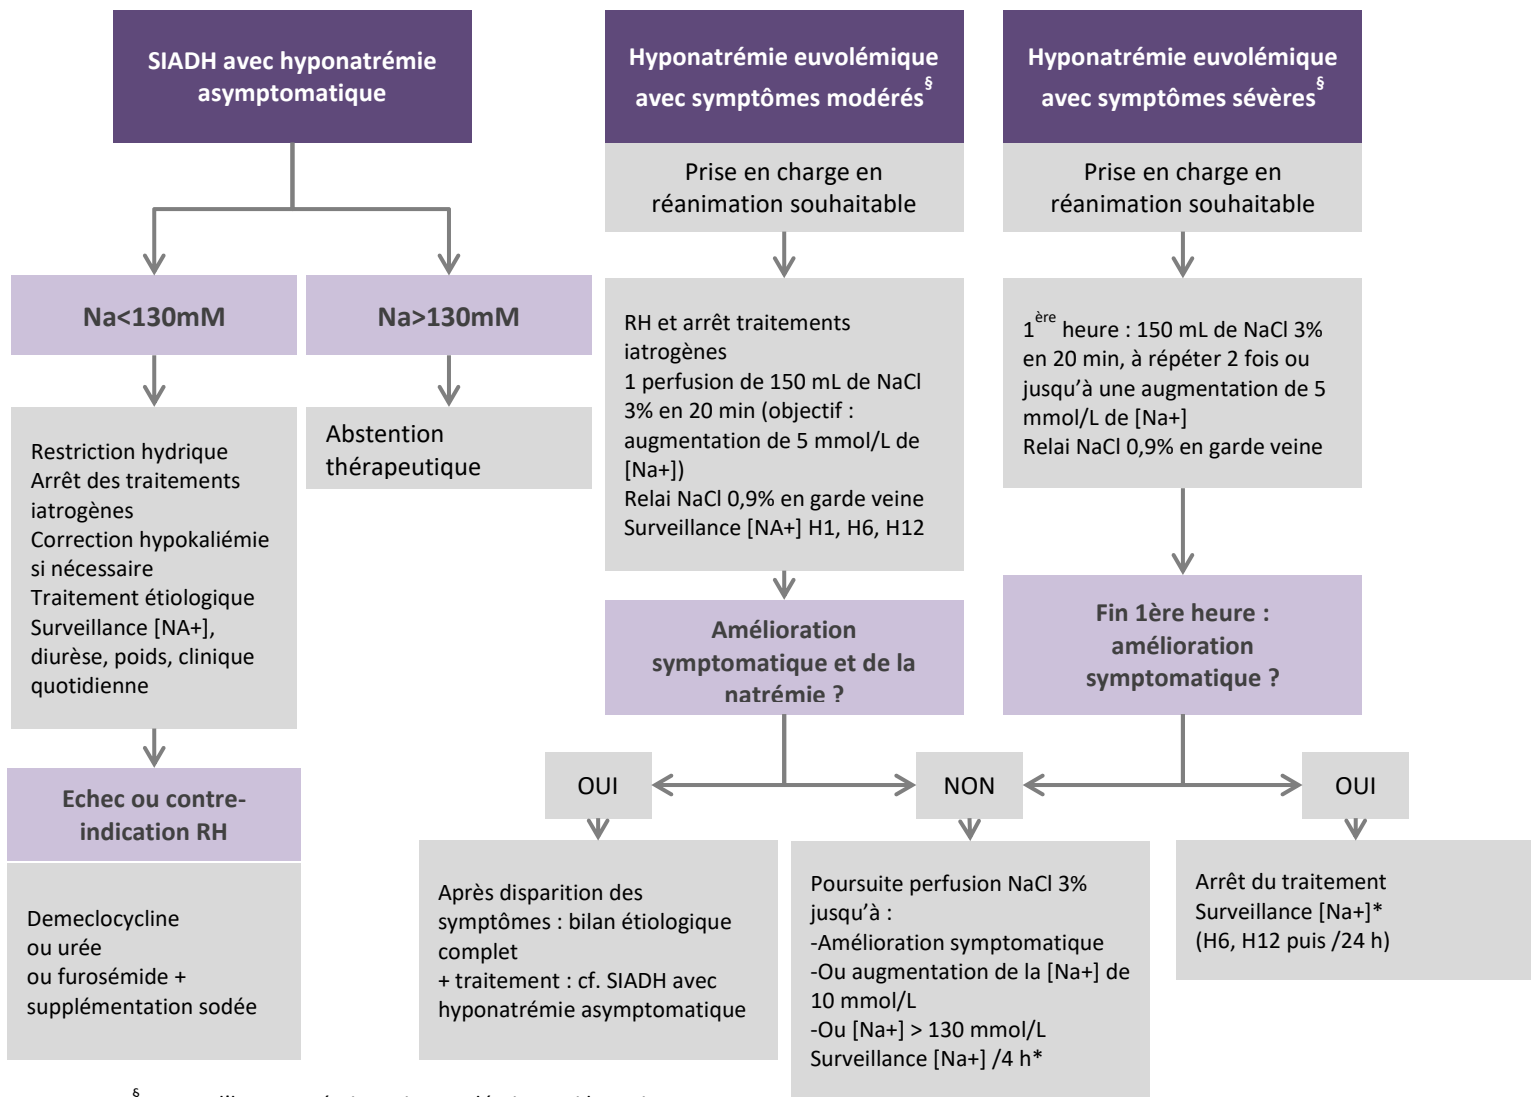 SIADH avec hyponatrémie
asymptomatique
Na<130mM
Na>130mM
Restriction hydrique
Arrêt des traitements
iatrogènes
Correction hypokaliémie
si nécessaire
Traitement étiologique
Surveillance [NA+],
diurèse, poids, clinique
quotidienne
Abstention
thérapeutique
Echec ou contre-
indication RH
Demeclocycline
ou urée
ou furosémide +
supplémentation sodée
Hyponatrémie euvolémique
avec symptômes modérés§
Prise en charge en
réanimation souhaitable
RH et arrêt traitements
iatrogènes
1 perfusion de 150 mL de NaCl
3% en 20 min (objectif :
augmentation de 5 mmol/L de
[Na+])
Relai NaCl 0,9% en garde veine
Surveillance [NA+] H1, H6, H12
Amélioration
symptomatique et de la
natrémie ?
Hyponatrémie euvolémique
avec symptômes sévères§
Prise en charge en
réanimation souhaitable
1ère heure : 150 mL de NaCl 3%
en 20 min, à répéter 2 fois ou
jusqu’à une augmentation de 5
mmol/L de [Na+]
Relai NaCl 0,9% en garde veine
Fin 1ère heure :
amélioration
symptomatique ?
OUI
NON
OUI
Après disparition des
symptômes : bilan étiologique
complet
+ traitement : cf. SIADH avec
hyponatrémie asymptomatique
Poursuite perfusion NaCl 3%
jusqu’à :
-Amélioration symptomatique
-Ou augmentation de la [Na+] de
10 mmol/L
-Ou [Na+] > 130 mmol/L
Surveillance [Na+] /4 h*
Arrêt du traitement
Surveillance [Na+]*
(H6, H12 puis /24 h)
§